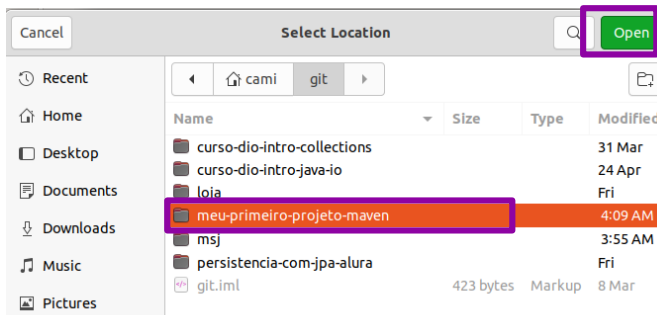 Cancel Select Location Open
Recent cami git
Home Name Size Type Modified
curso-dio-intro-collections 31 Mar
Desktop curso-dio-intro-java-io 24 Apr
Documents loja Fri
meu-primeiro-projeto-maven 4:09 AM
Downloads msj 3:55 AM
Music persistencia-com-jpa-alura Fri
Pictures git.iml 423 bytes Markup 8 Mar